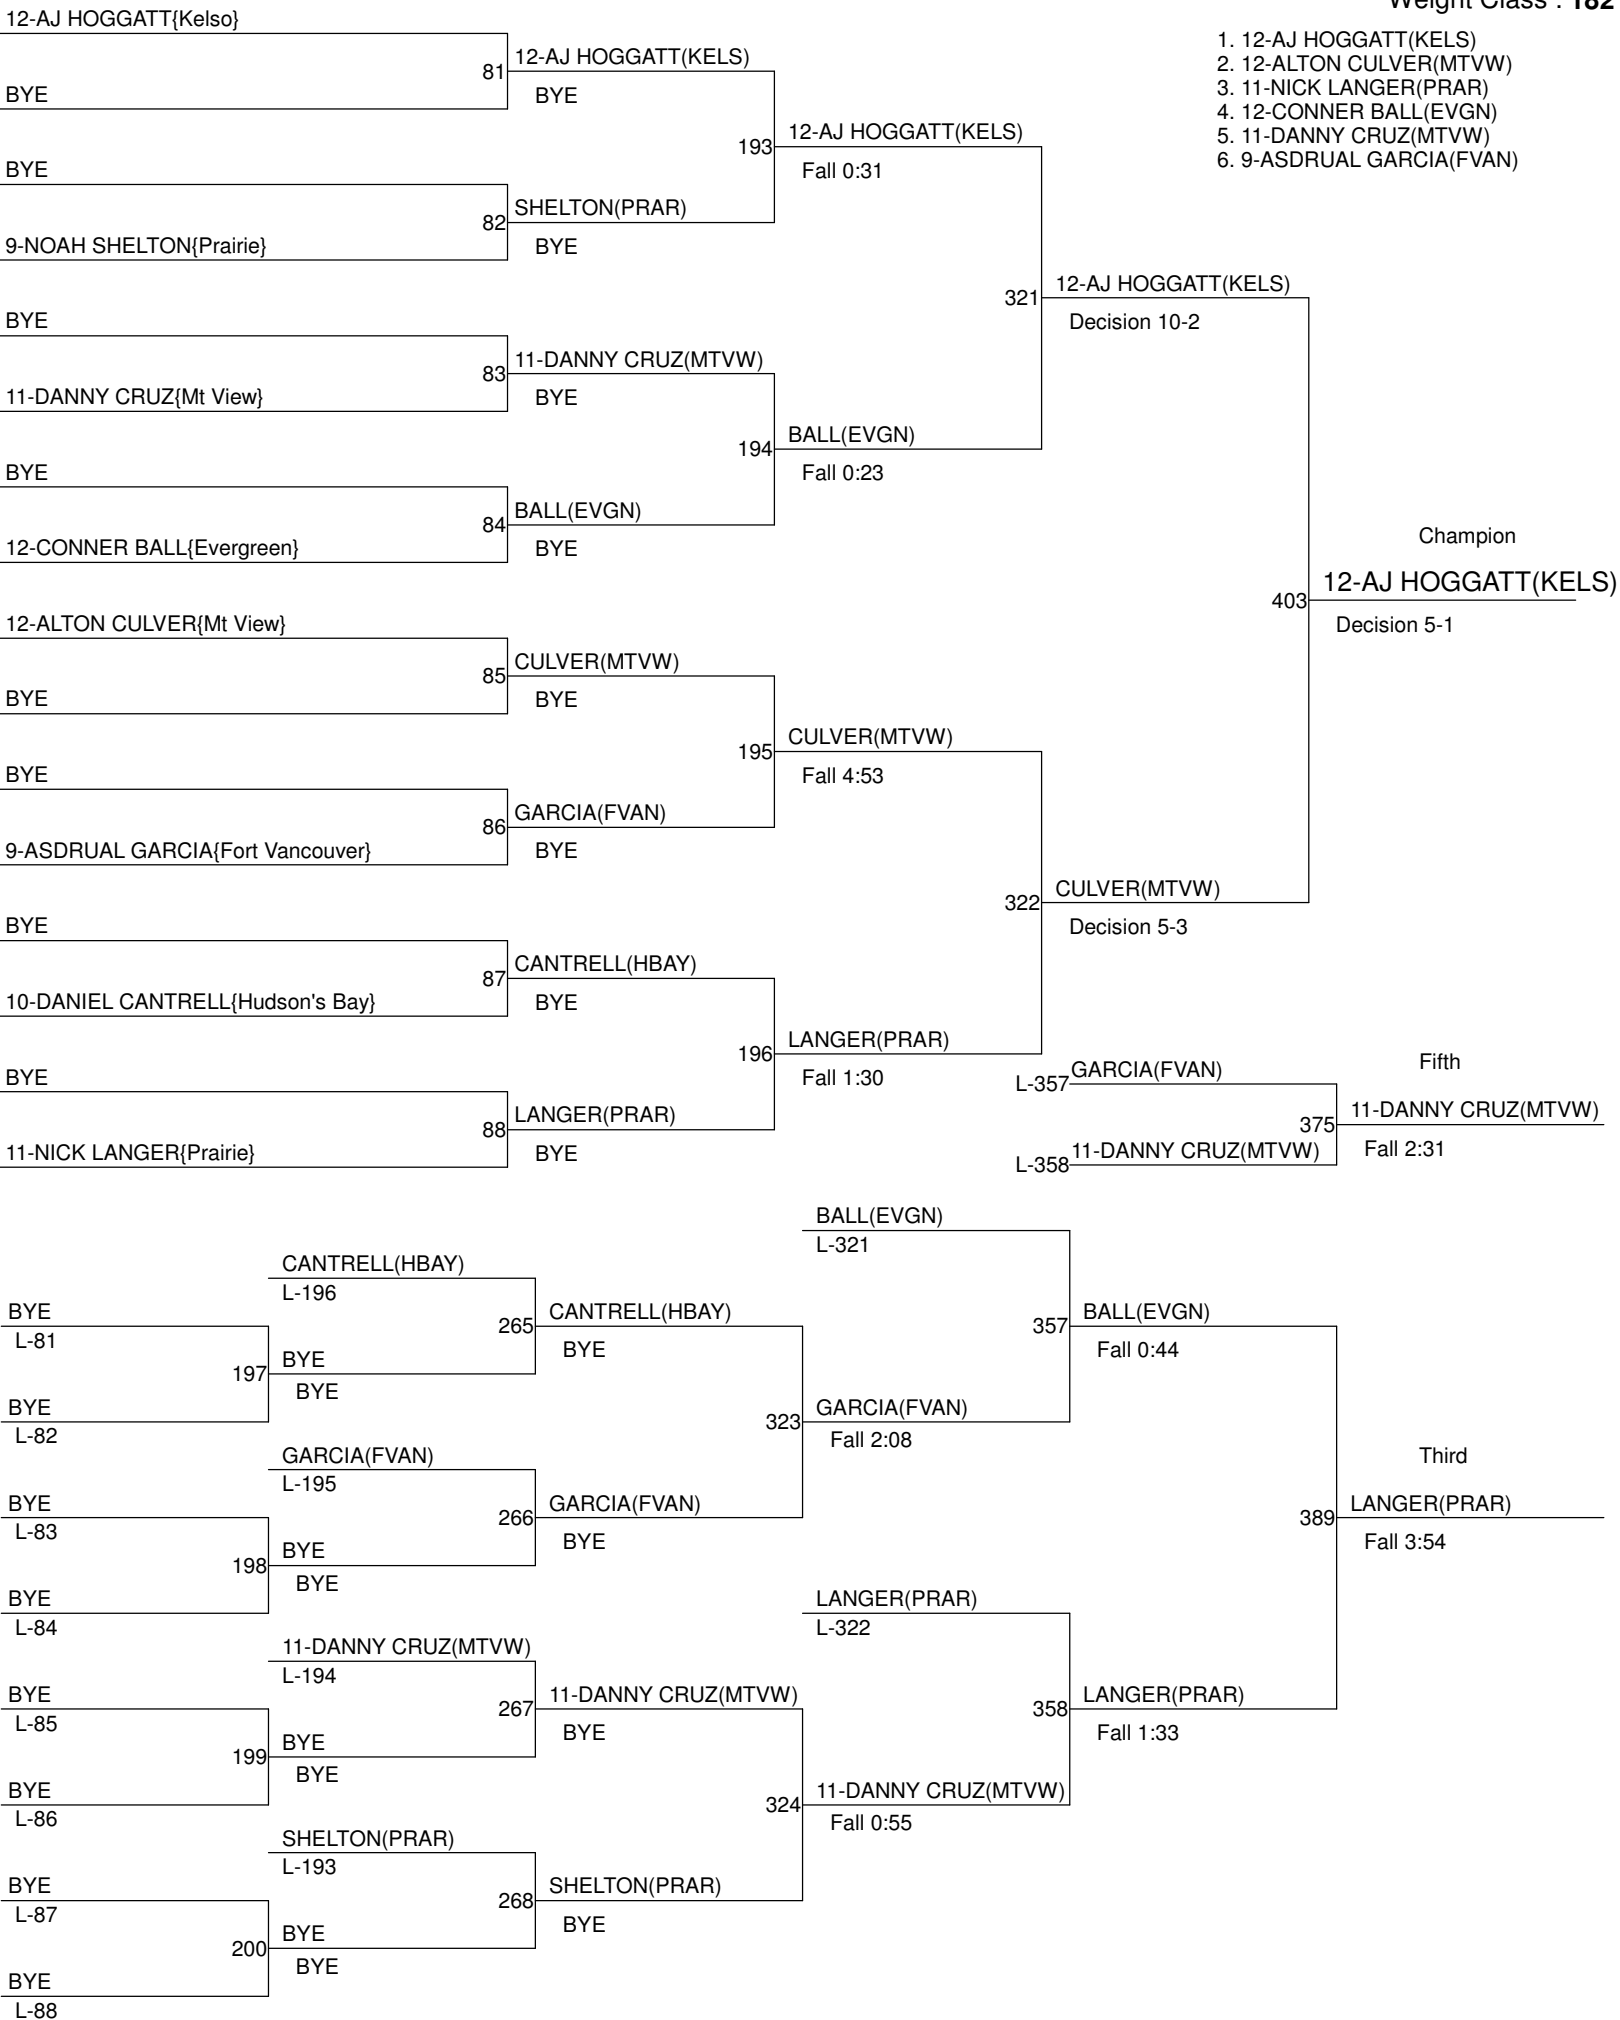 Weight Class : 182
1. 12-AJ HOGGATT(KELS)
2. 12-ALTON CULVER(MTVW)
3. 11-NICK LANGER(PRAR)
4. 12-CONNER BALL(EVGN)
5. 11-DANNY CRUZ(MTVW)
6. 9-ASDRUAL GARCIA(FVAN)
12-AJ HOGGATT{Kelso}
BYE
BYE
9-NOAH SHELTON{Prairie}
BYE
11-DANNY CRUZ{Mt View}
BYE
12-CONNER BALL{Evergreen}
12-ALTON CULVER{Mt View}
BYE
BYE
9-ASDRUAL GARCIA{Fort Vancouver}
BYE
10-DANIEL CANTRELL{Hudson's Bay}
BYE
11-NICK LANGER{Prairie}
81
12-AJ HOGGATT(KELS)
BYE
82
SHELTON(PRAR)
BYE
83
11-DANNY CRUZ(MTVW)
BYE
84
BALL(EVGN)
BYE
85
CULVER(MTVW)
BYE
86
GARCIA(FVAN)
BYE
87
CANTRELL(HBAY)
BYE
88
LANGER(PRAR)
BYE
193
12-AJ HOGGATT(KELS)
Fall 0:31
194
BALL(EVGN)
Fall 0:23
195
CULVER(MTVW)
Fall 4:53
196
LANGER(PRAR)
Fall 1:30
321
12-AJ HOGGATT(KELS)
Decision 10-2
322
CULVER(MTVW)
Decision 5-3
Champion
403
12-AJ HOGGATT(KELS)
Decision 5-1
L-357
GARCIA(FVAN)
L-358
11-DANNY CRUZ(MTVW)
Fifth
375
11-DANNY CRUZ(MTVW)
Fall 2:31
BYE
L-81
BYE
L-82
BYE
L-83
BYE
L-84
BYE
L-85
BYE
L-86
BYE
L-87
BYE
L-88
CANTRELL(HBAY)
L-196
197
BYE
BYE
GARCIA(FVAN)
L-195
198
BYE
BYE
11-DANNY CRUZ(MTVW)
L-194
199
BYE
BYE
SHELTON(PRAR)
L-193
200
BYE
BYE
265
CANTRELL(HBAY)
BYE
266
GARCIA(FVAN)
BYE
267
11-DANNY CRUZ(MTVW)
BYE
268
SHELTON(PRAR)
BYE
BALL(EVGN)
L-321
323
GARCIA(FVAN)
Fall 2:08
LANGER(PRAR)
L-322
324
11-DANNY CRUZ(MTVW)
Fall 0:55
357
BALL(EVGN)
Fall 0:44
358
LANGER(PRAR)
Fall 1:33
Third
389
LANGER(PRAR)
Fall 3:54